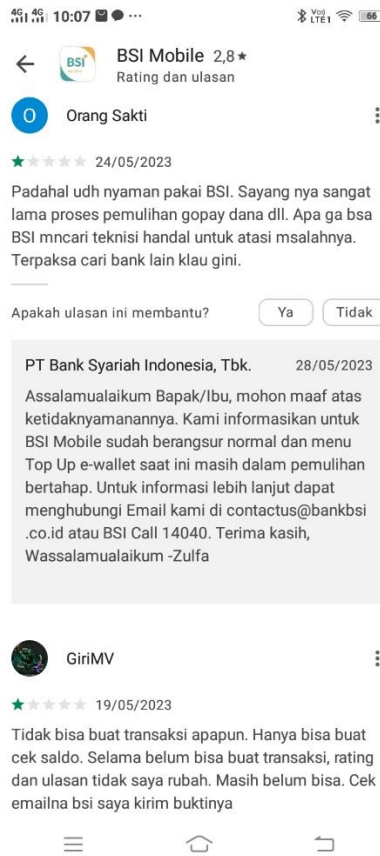 4G 4G 10:07
Vo)) LTE1 66
BSI Mobile 2,8★
BSI
Rating dan ulasan
O Orang Sakti
24/05/2023
Padahal udh nyaman pakai BSI. Sayang nya sangat
lama proses pemulihan gopay dana dll. Apa ga bsa
BSI mncari teknisi handal untuk atasi msalahnya.
Terpaksa cari bank lain klau gini.
Apakah ulasan ini membantu? Ya Tidak
PT Bank Syariah Indonesia, Tbk. 28/05/2023
Assalamualaikum Bapak/Ibu, mohon maaf atas
ketidaknyamanannya. Kami informasikan untuk
BSI Mobile sudah berangsur normal dan menu
Top Up e-wallet saat ini masih dalam pemulihan
bertahap. Untuk informasi lebih lanjut dapat
menghubungi Email kami di contactus@bankbsi
.co.id atau BSI Call 14040. Terima kasih,
Wassalamualaikum -Zulfa
GiriMV
19/05/2023
Tidak bisa buat transaksi apapun. Hanya bisa buat
cek saldo. Selama belum bisa buat transaksi, rating
dan ulasan tidak saya rubah. Masih belum bisa. Cek
emailna bsi saya kirim buktinya